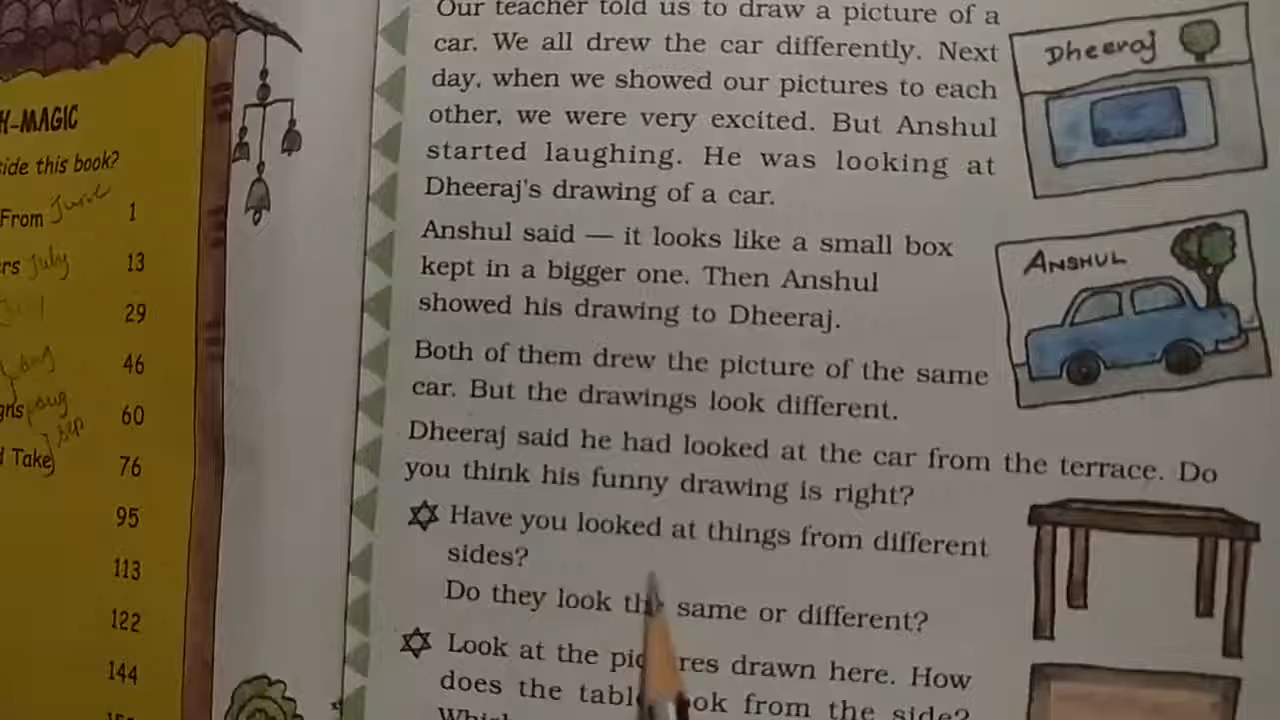 H-MAGIC
side this book?
From June 1
rs July 13
29
46
gns 60
Take 76
95
113
122
144
Our teacher told us to draw a picture of a
car. We all drew the car differently. Next
day, when we showed our pictures to each
other, we were very excited. But Anshul
started laughing. He was looking at
Dheeraj's drawing of a car.
Anshul said — it looks like a small box
kept in a bigger one. Then Anshul
showed his drawing to Dheeraj.
Both of them drew the picture of the same
car. But the drawings look different.
Dheeraj said he had looked at the car from the terrace. Do
you think his funny drawing is right?
Have you looked at things from different
sides?
Do they look the same or different?
Look at the pictures drawn here. How
does the table look from the side?
Dheeraj
ANSHUL